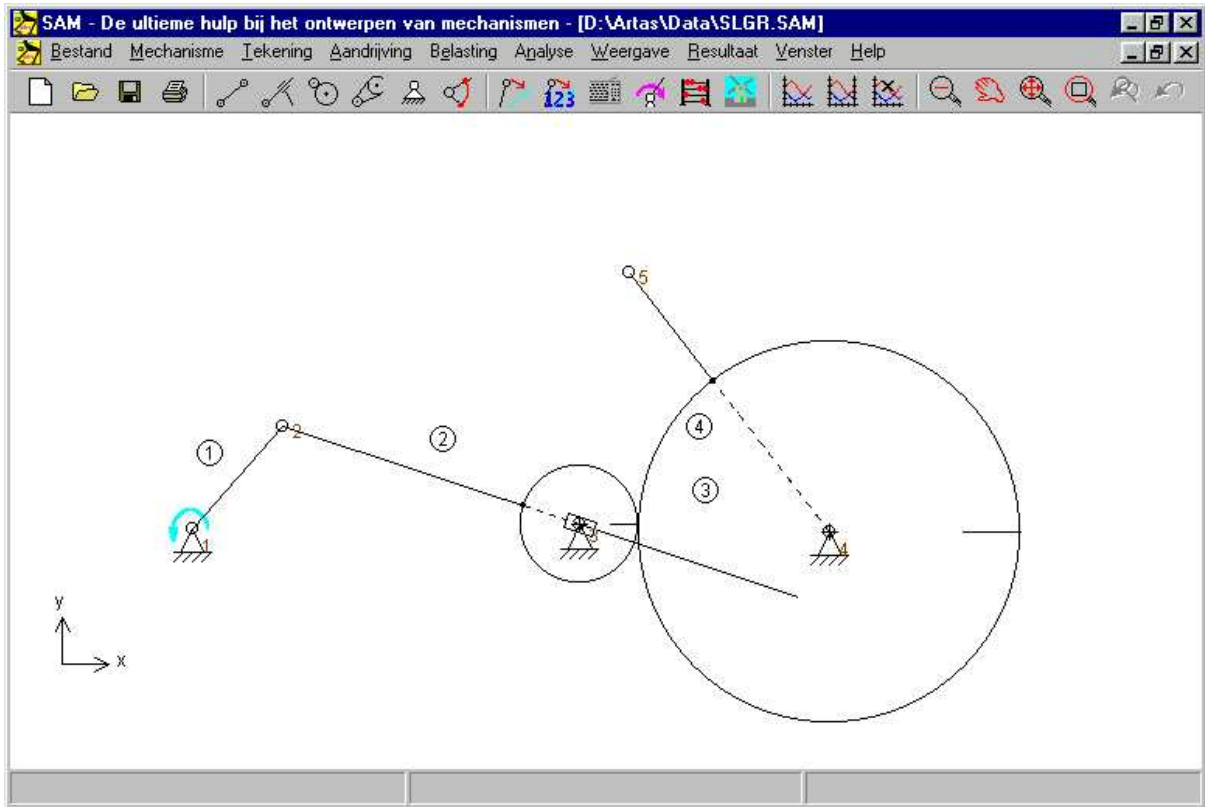 SAM - De ultieme hulp bij het ontwerpen van mechanismen - [D:\Artas\Data\SLGR.SAM]
Bestand Mechanisme Tekening Aandrijving Belasting Analyse Weergave Resultaat Venster Help
123
5
2
2
4
1
3
1
3
4
y
x